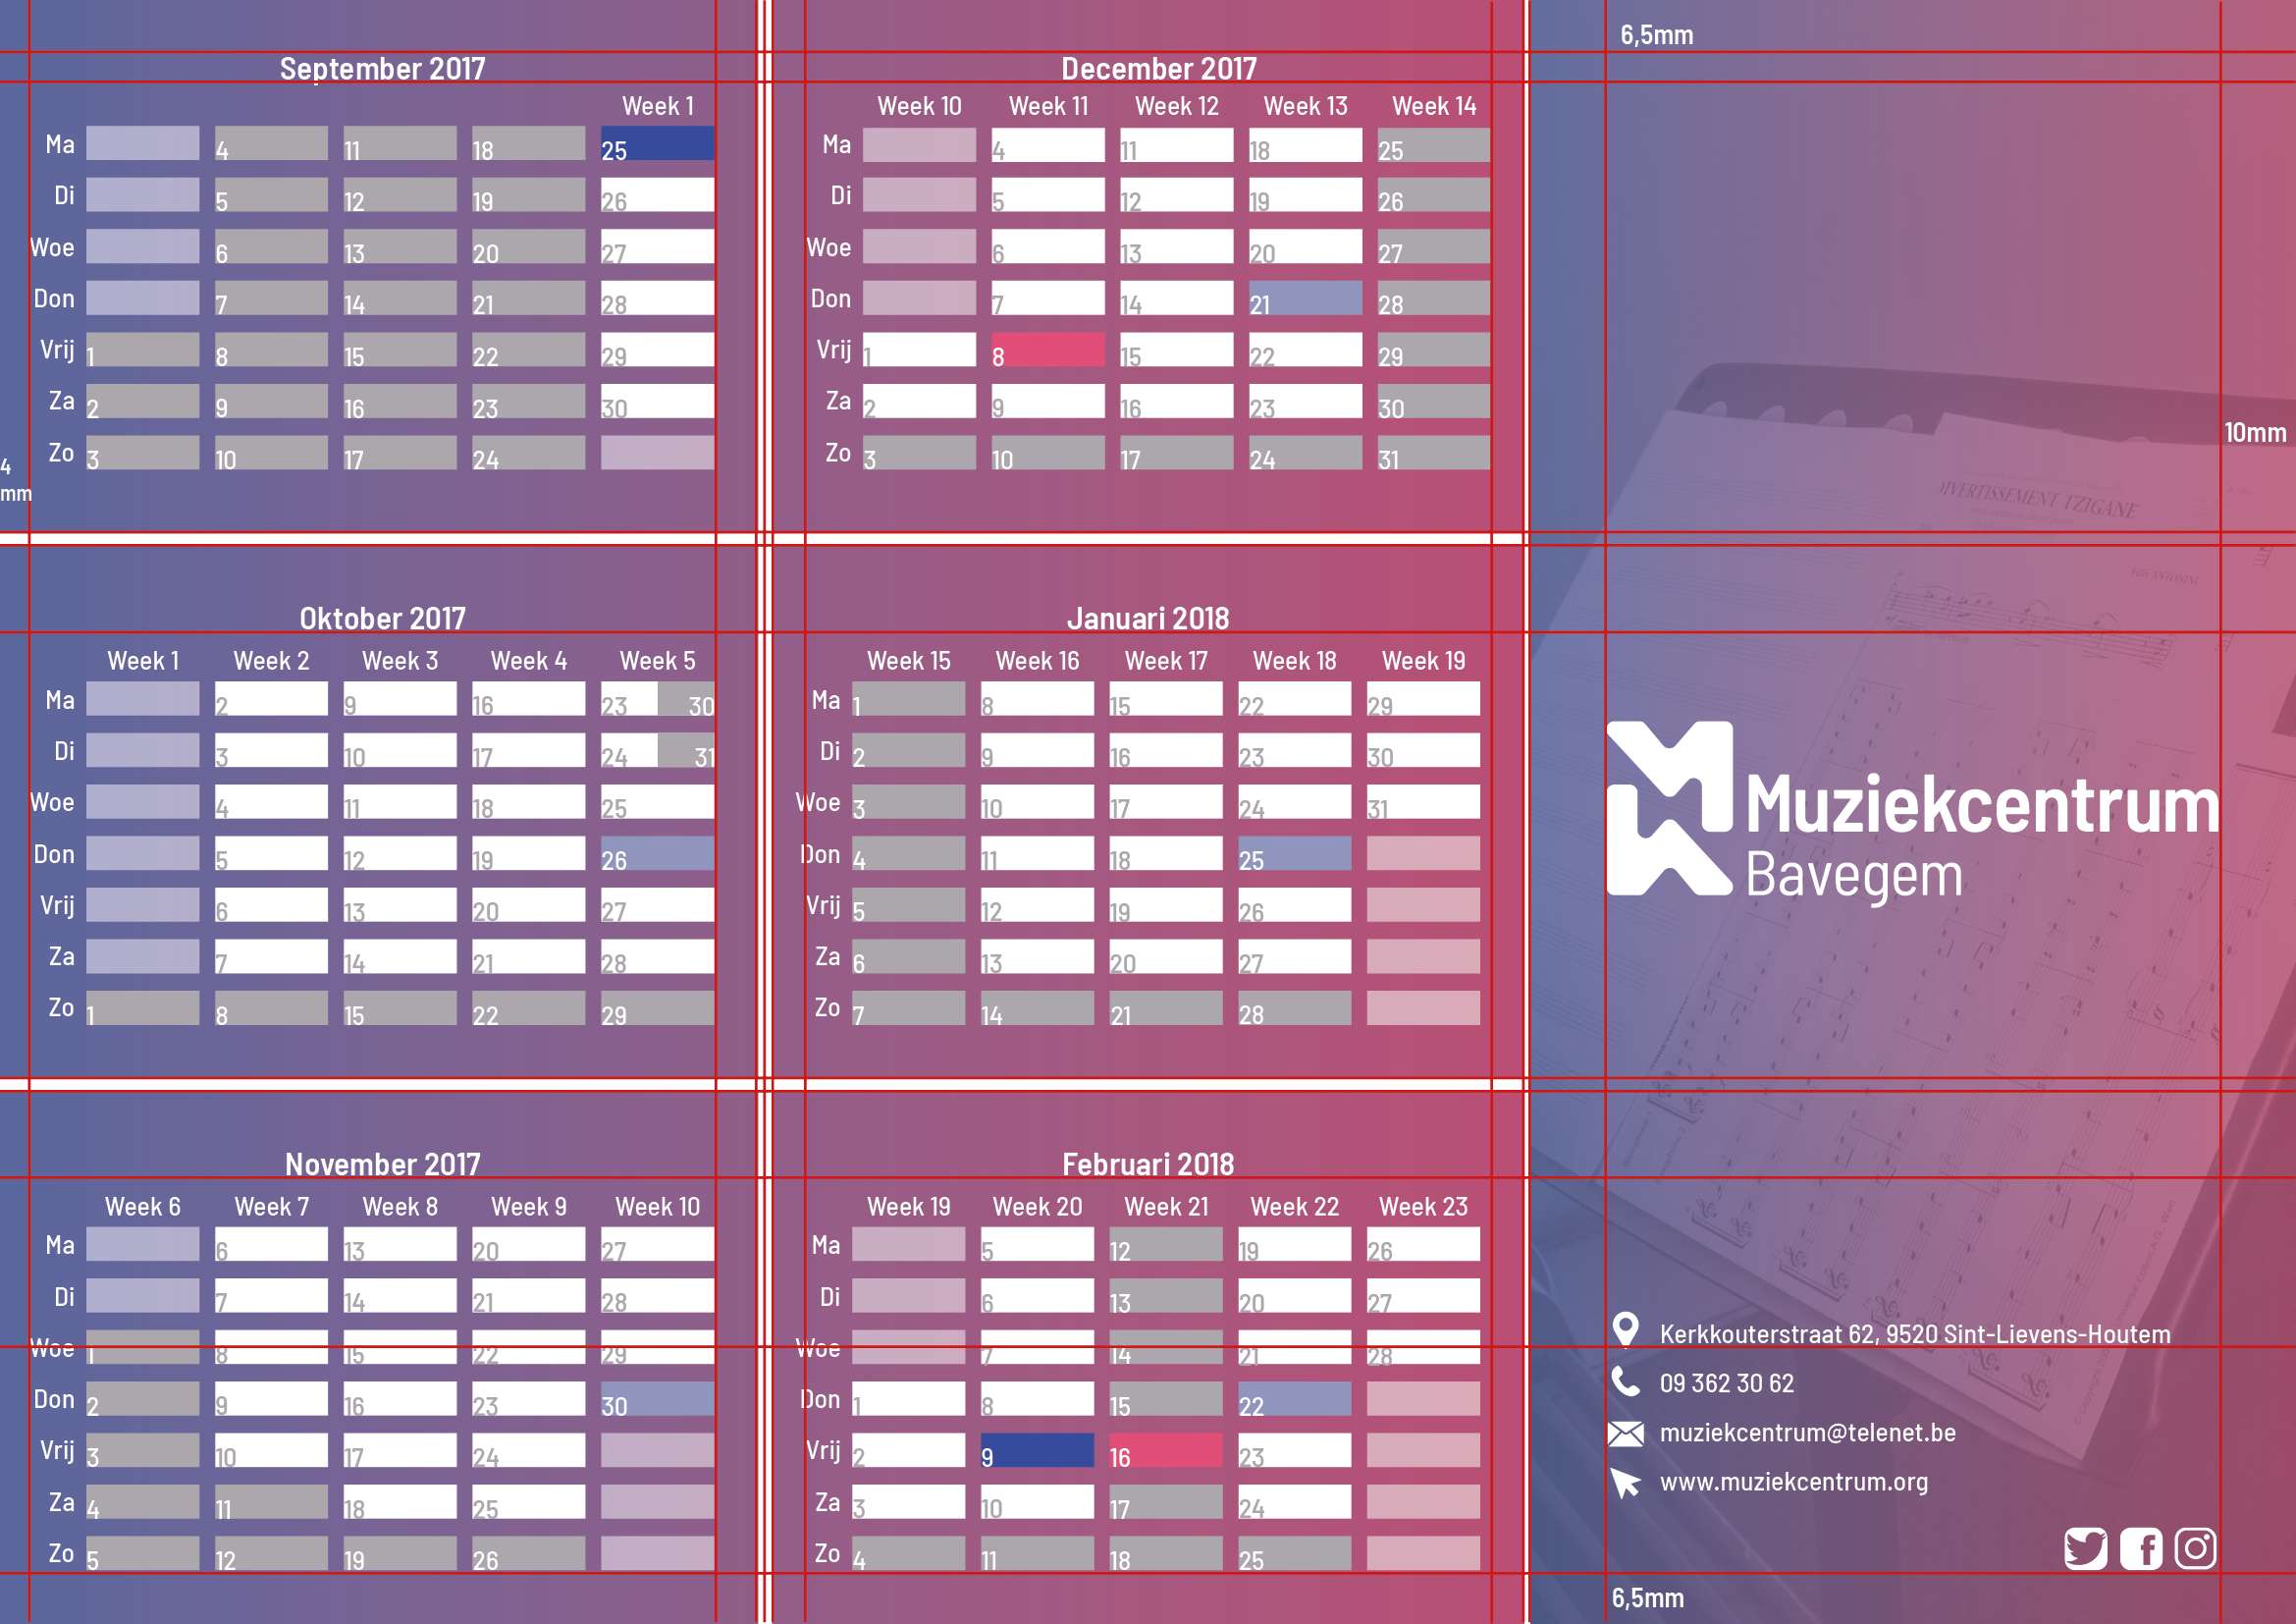 September 2017
Week 1
Ma 4 11 18 25
Di 5 12 19 26
Woe 6 13 20 27
Don 7 14 21 28
Vrij 1 8 15 22 29
Za 2 9 16 23 30
Zo 3 10 17 24
4
mm
Oktober 2017
Week 1 Week 2 Week 3 Week 4 Week 5
Ma 2 9 16 23 30
Di 3 10 17 24 31
Woe 4 11 18 25
Don 5 12 19 26
Vrij 6 13 20 27
Za 7 14 21 28
Zo 1 8 15 22 29
November 2017
Week 6 Week 7 Week 8 Week 9 Week 10
Ma 6 13 20 27
Di 7 14 21 28
Woe 1 8 15 22 29
Don 2 9 16 23 30
Vrij 3 10 17 24
Za 4 11 18 25
Zo 5 12 19 26
December 2017
Week 10 Week 11 Week 12 Week 13 Week 14
Ma 4 11 18 25
Di 5 12 19 26
Woe 6 13 20 27
Don 7 14 21 28
Vrij 1 8 15 22 29
Za 2 9 16 23 30
Zo 3 10 17 24 31
Januari 2018
Week 15 Week 16 Week 17 Week 18 Week 19
Ma 1 8 15 22 29
Di 2 9 16 23 30
Woe 3 10 17 24 31
Don 4 11 18 25
Vrij 5 12 19 26
Za 6 13 20 27
Zo 7 14 21 28
Februari 2018
Week 19 Week 20 Week 21 Week 22 Week 23
Ma 5 12 19 26
Di 6 13 20 27
Woe 7 14 21 28
Don 1 8 15 22
Vrij 2 9 16 23
Za 3 10 17 24
Zo 4 11 18 25
6,5mm
10mm
DIVERTISSEMENT TZIGANE
Felix ANTONINI
Muziekcentrum
Bavegem
Kerkkouterstraat 62, 9520 Sint-Lievens-Houtem
09 362 30 62
muziekcentrum@telenet.be
www.muziekcentrum.org
6,5mm